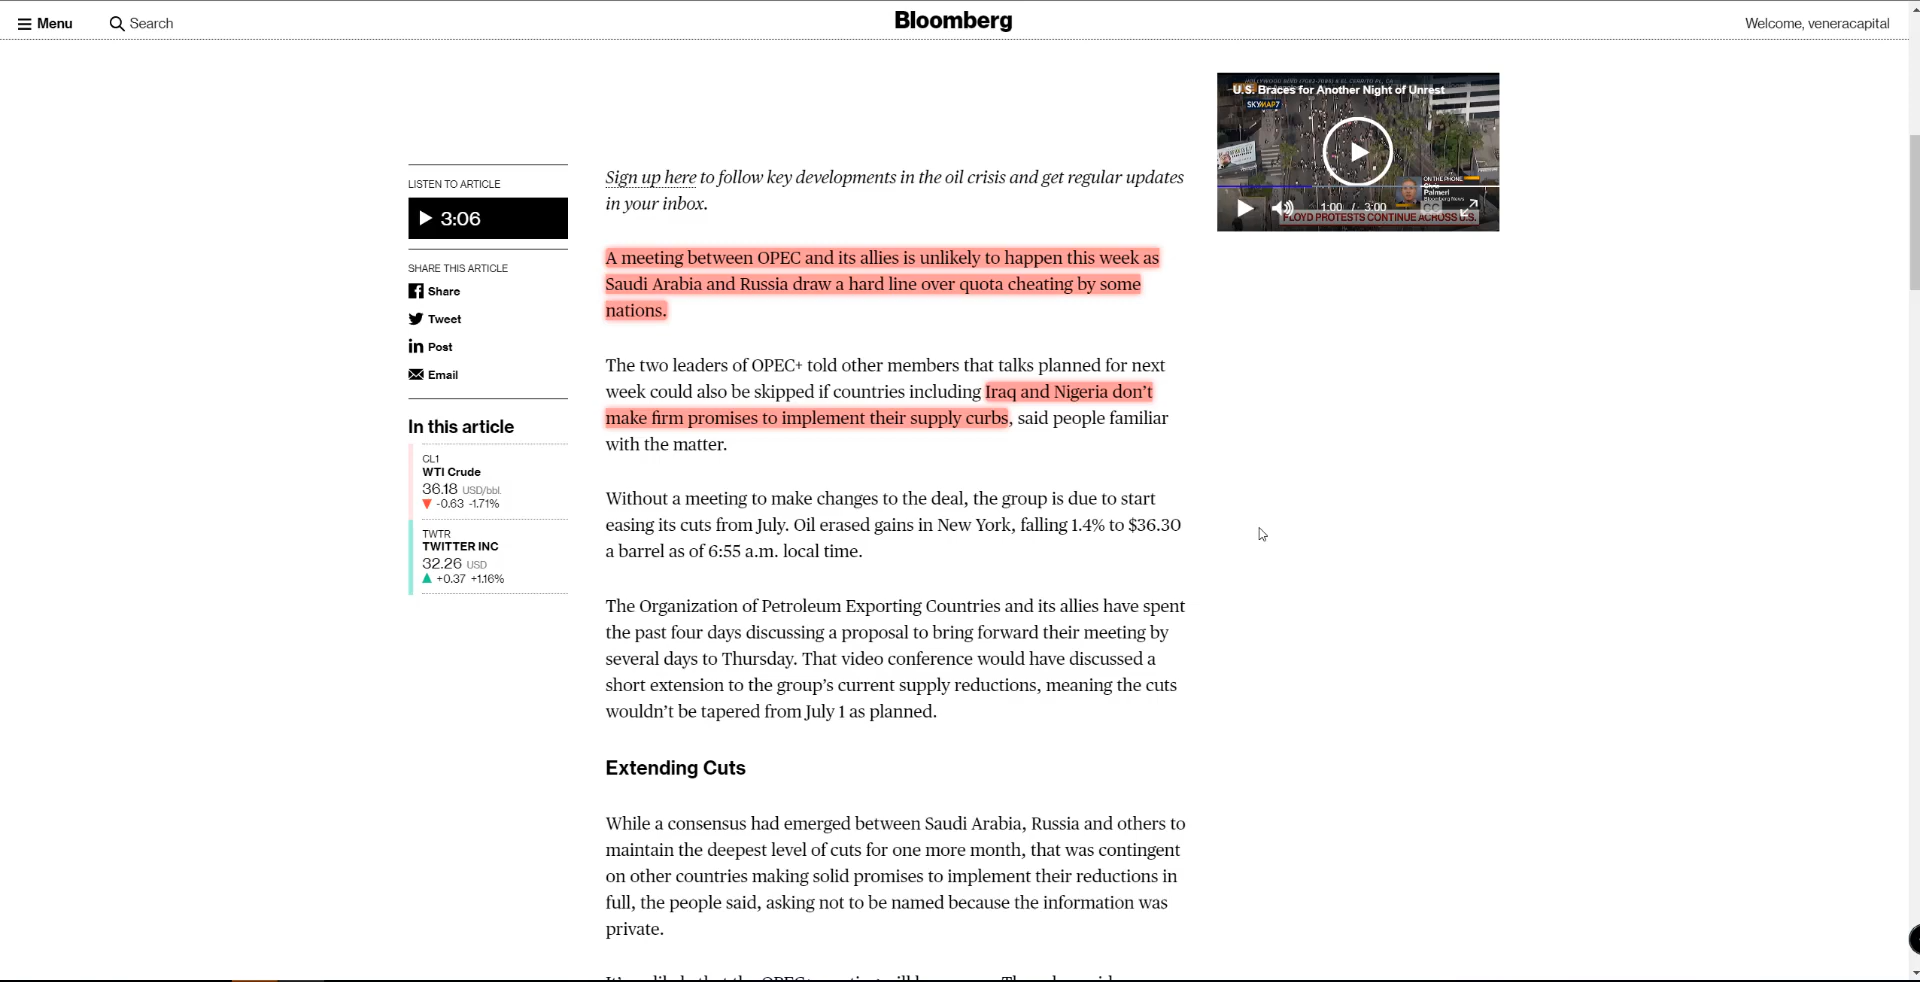 Menu
Search
Bloomberg
Welcome, veneracapital
U.S. Braces for Another Night of Unrest
SKYMAP7
ON THE PHONE
Chris
Palmeri
Bloomberg News
1:00 / 3:00
CC
FLOYD PROTESTS CONTINUE ACROSS U.S.
LISTEN TO ARTICLE
3:06
SHARE THIS ARTICLE
Share
Tweet
Post
Email
In this article
CL1
WTI Crude
36.18 USD/bbl.
-0.63 -1.71%
TWTR
TWITTER INC
32.26 USD
+0.37 +1.16%
Sign up here to follow key developments in the oil crisis and get regular updates
in your inbox.
A meeting between OPEC and its allies is unlikely to happen this week as
Saudi Arabia and Russia draw a hard line over quota cheating by some
nations.
The two leaders of OPEC+ told other members that talks planned for next
week could also be skipped if countries including Iraq and Nigeria don’t
make firm promises to implement their supply curbs, said people familiar
with the matter.
Without a meeting to make changes to the deal, the group is due to start
easing its cuts from July. Oil erased gains in New York, falling 1.4% to $36.30
a barrel as of 6:55 a.m. local time.
The Organization of Petroleum Exporting Countries and its allies have spent
the past four days discussing a proposal to bring forward their meeting by
several days to Thursday. That video conference would have discussed a
short extension to the group’s current supply reductions, meaning the cuts
wouldn’t be tapered from July 1 as planned.
Extending Cuts
While a consensus had emerged between Saudi Arabia, Russia and others to
maintain the deepest level of cuts for one more month, that was contingent
on other countries making solid promises to implement their reductions in
full, the people said, asking not to be named because the information was
private.